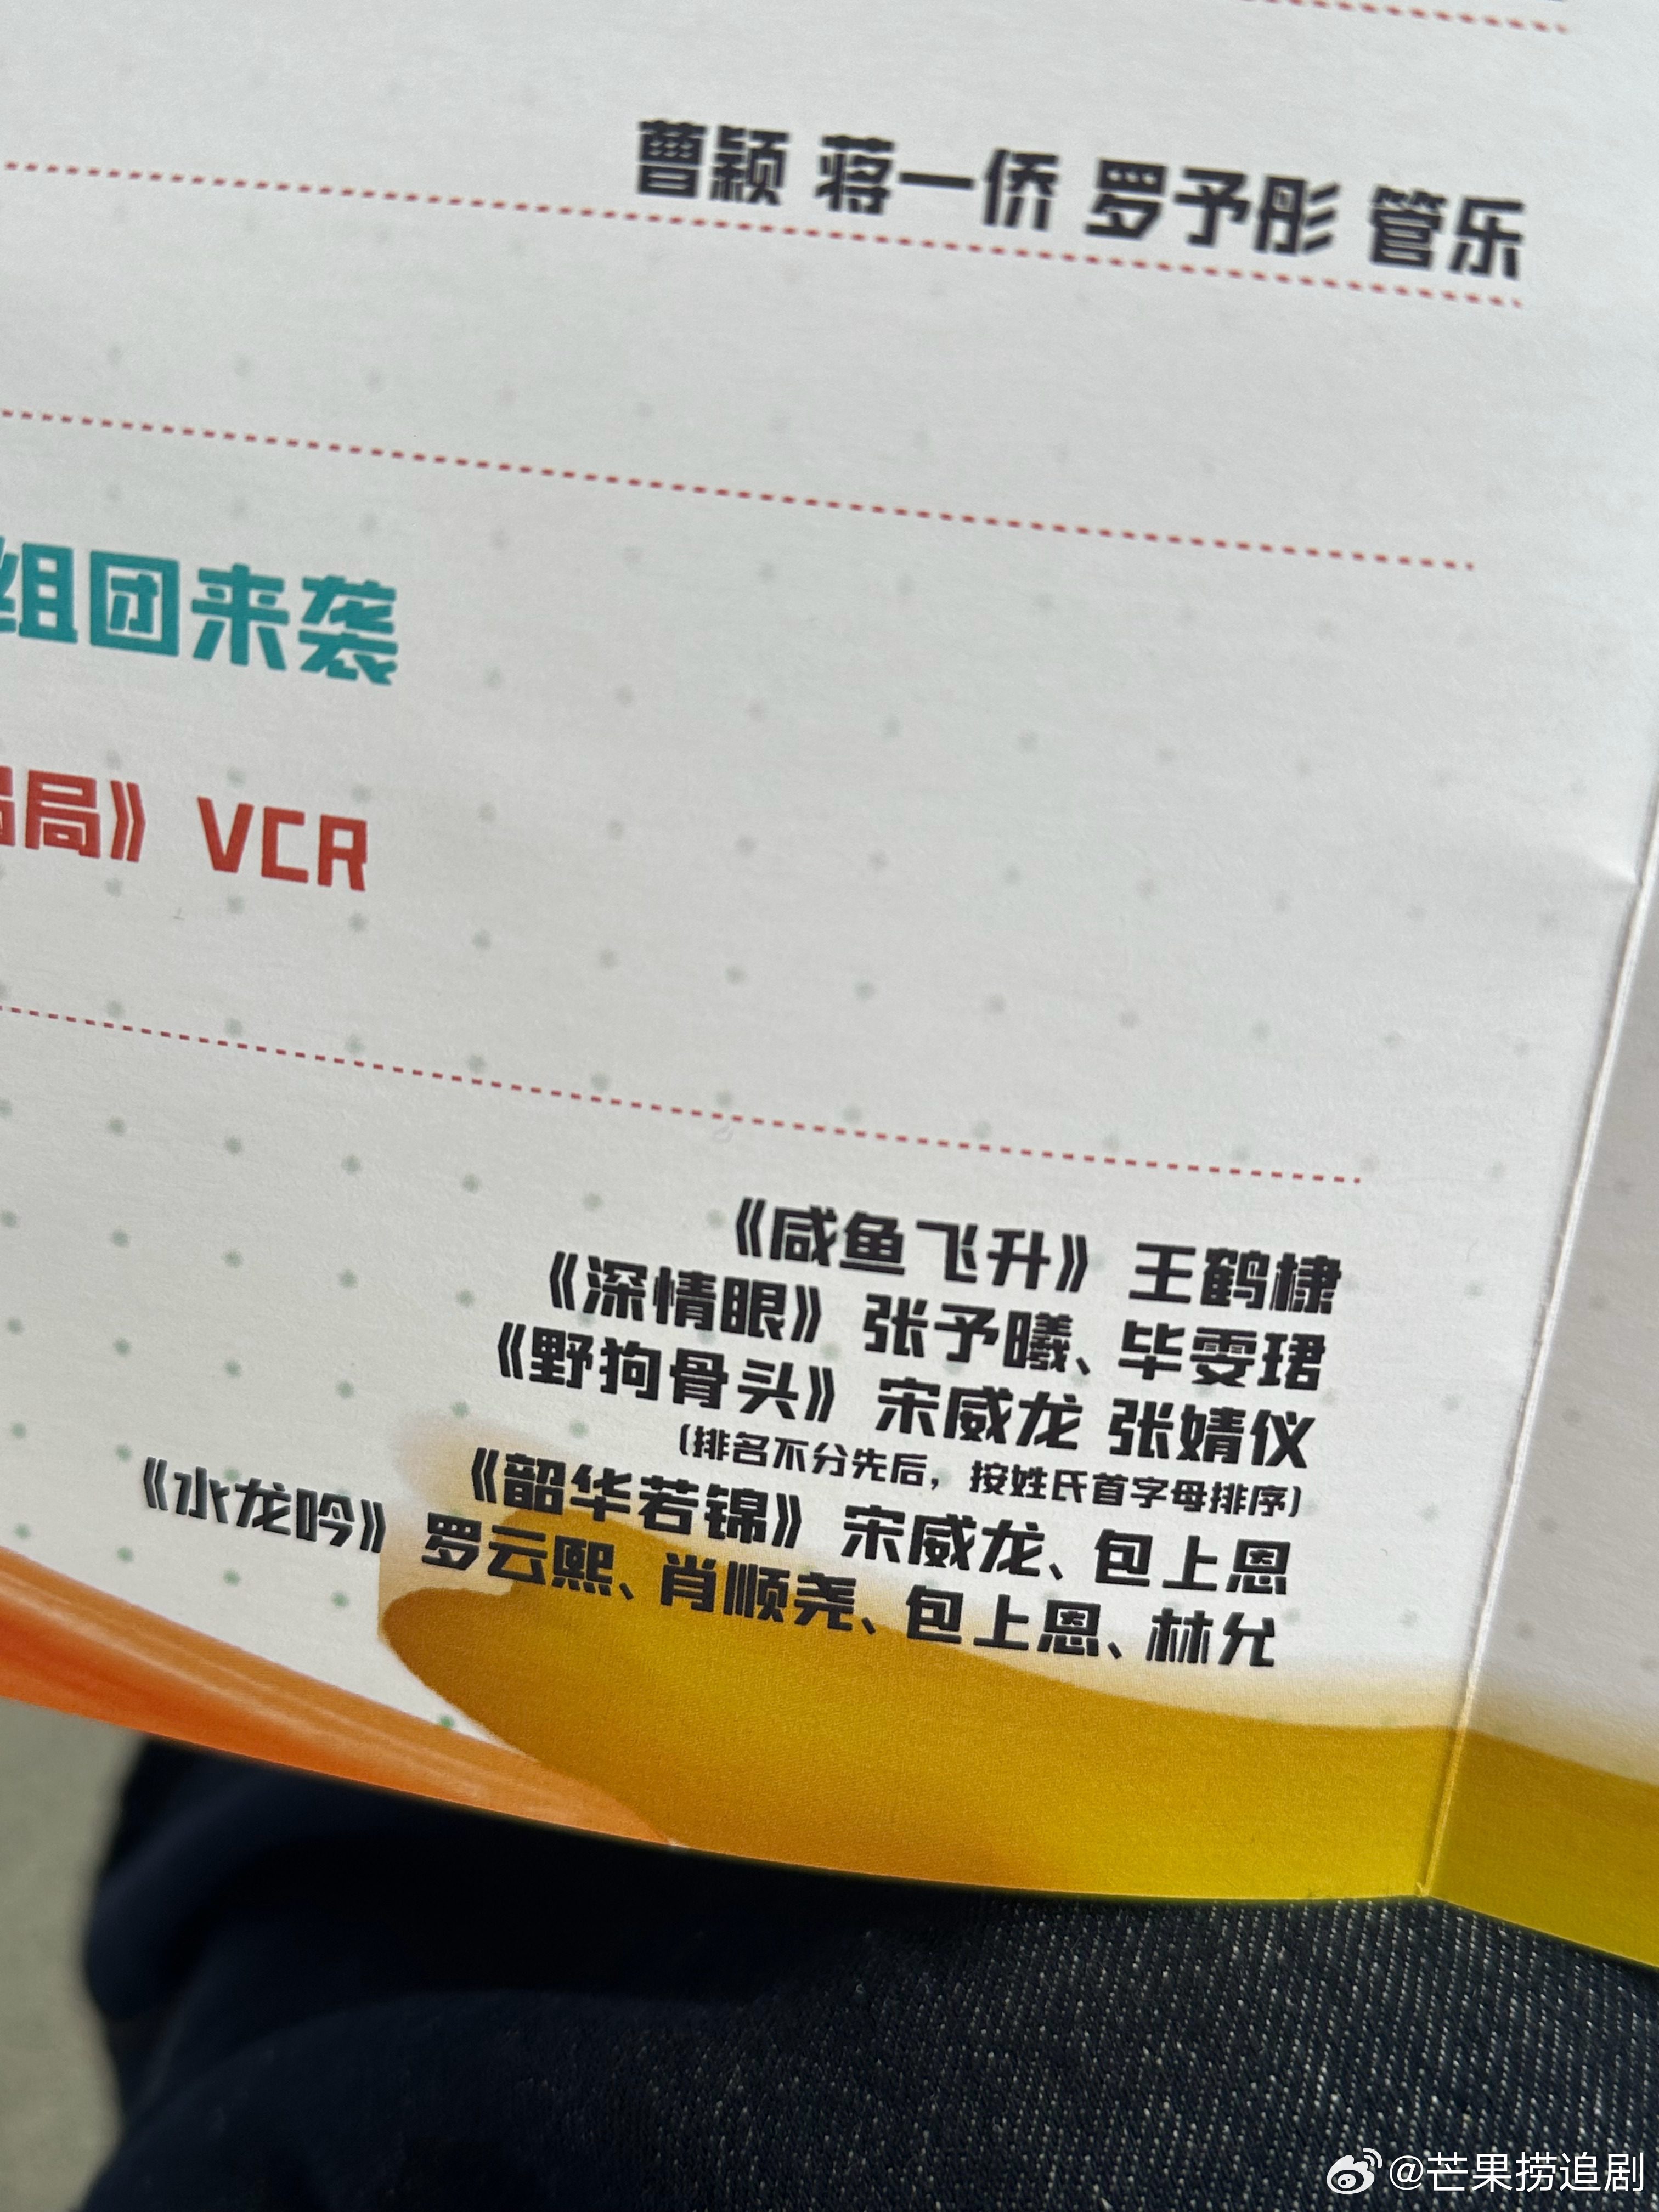 曹颖 蒋一侨 罗予彤 管乐
组团来袭
局》 VCR
《咸鱼飞升》 王鹤棣
《深情眼》 张予曦、毕雯珺
《野狗骨头》 宋威龙 张婧仪
(排名不分先后，按姓氏首字母排序)
《韶华若锦》 宋威龙、包上恩
《水龙吟》 罗云熙、肖顺尧、包上恩、林允
@芒果捞追剧